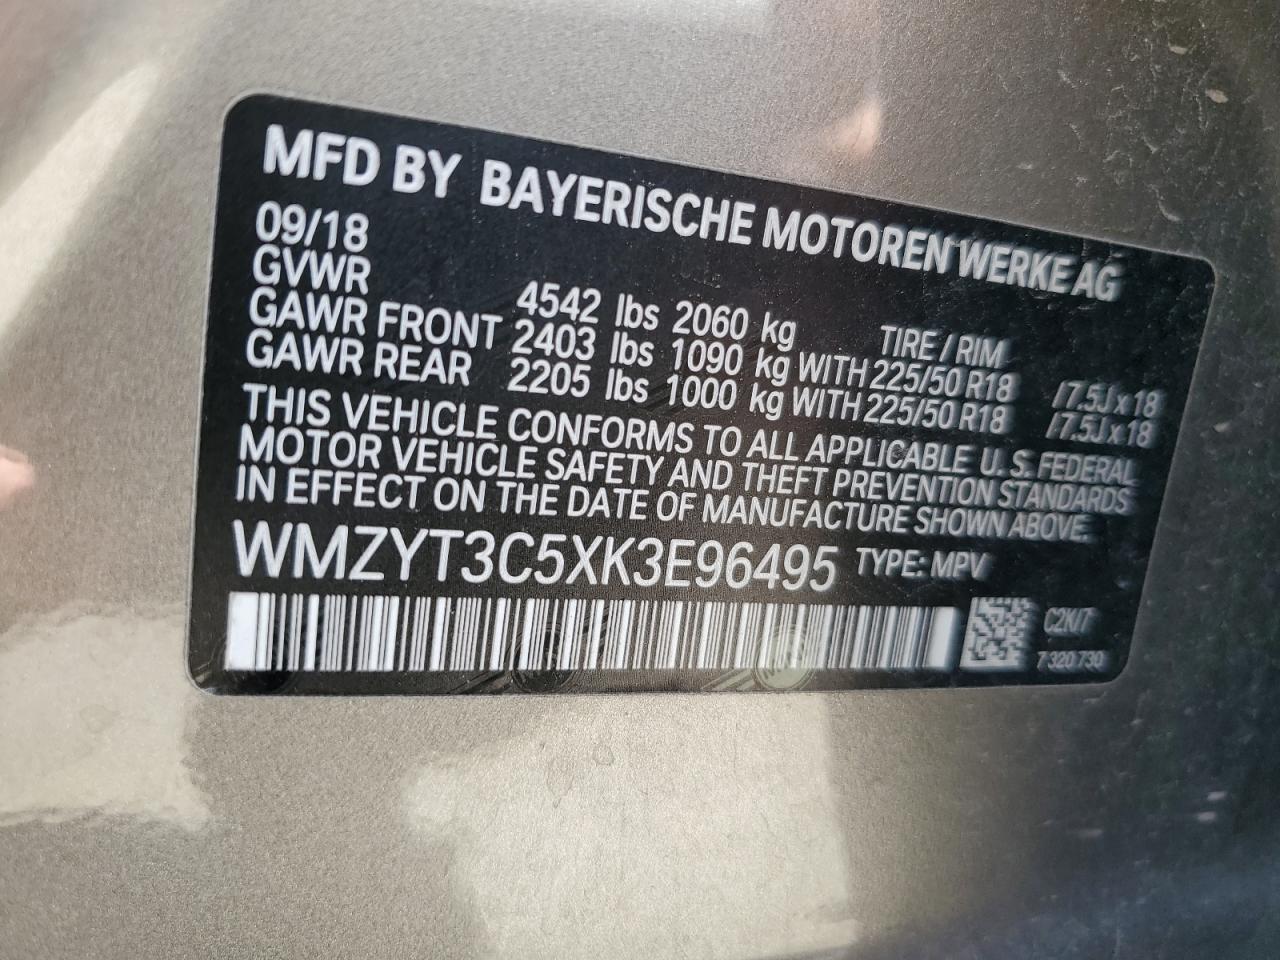 MFD BY BAYERISCHE MOTOREN WERKE AG
09/18
GVWR 4542 lbs 2060 kg TIRE / RIM
GAWR FRONT 2403 lbs 1090 kg WITH 225/50 R18 / 7.5J x 18
GAWR REAR 2205 lbs 1000 kg WITH 225/50 R18 / 7.5J x 18
THIS VEHICLE CONFORMS TO ALL APPLICABLE U.S. FEDERAL
MOTOR VEHICLE SAFETY AND THEFT PREVENTION STANDARDS
IN EFFECT ON THE DATE OF MANUFACTURE SHOWN ABOVE.
WMZYT3C5XK3E96495 TYPE: MPV
C2K/7
7 320 730
MINI